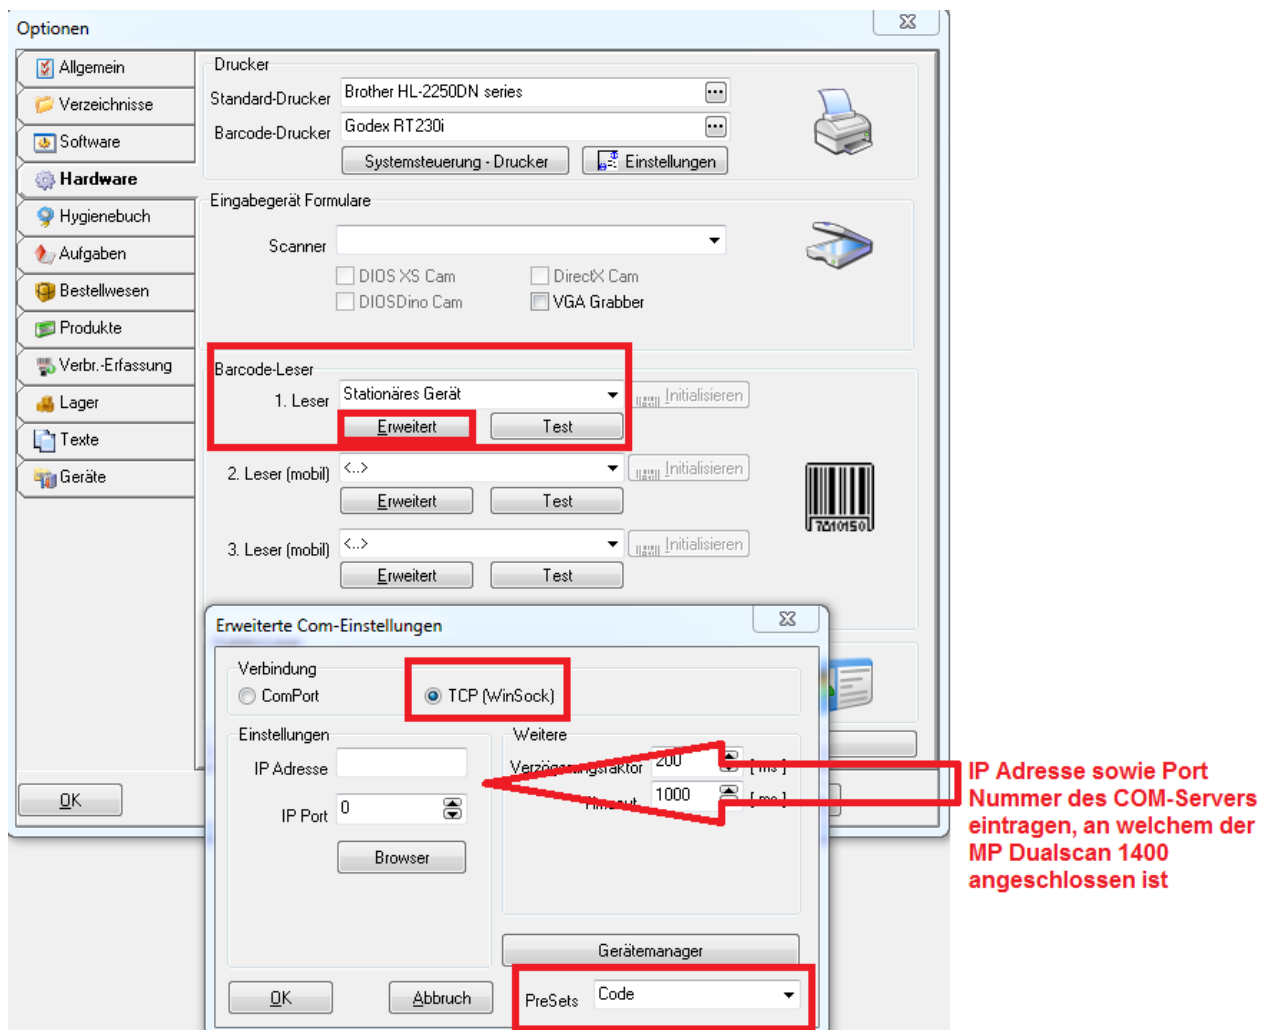 Optionen
Allgemein
Verzeichnisse
Software
Hardware
Hygienebuch
Aufgaben
Bestellwesen
Produkte
Verbr.-Erfassung
Lager
Texte
Geräte
Drucker
Standard-Drucker Brother HL-2250DN series ...
Barcode-Drucker Godex RT230i ...
Systemsteuerung - Drucker Einstellungen
Eingabegerät Formulare
Scanner
DIOS XS Cam DirectX Cam
DIOSDino Cam VGA Grabber
Barcode-Leser
1. Leser Stationäres Gerät Initialisieren
Erweitert Test
2. Leser (mobil) <..> Initialisieren
Erweitert Test
3. Leser (mobil) <..> Initialisieren
Erweitert Test
7010150
OK
Erweiterte Com-Einstellungen
Verbindung
ComPort TCP (WinSock)
Einstellungen
IP Adresse
IP Port 0
Browser
Weitere
Verzögerungsfaktor 200 [ ms ]
Timeout 1000 [ ms ]
Gerätemanager
OK Abbruch PreSets Code
IP Adresse sowie Port
Nummer des COM-Servers
eintragen, an welchem der
MP Dualscan 1400
angeschlossen ist